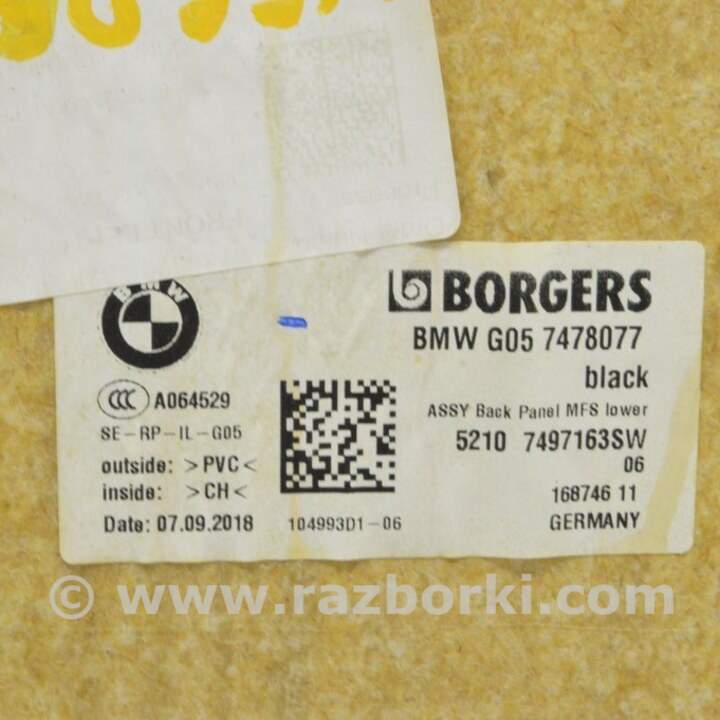 BMW
BORGERS
BMW G05 7478077
black
CCC A064529
ASSY Back Panel MFS lower
SE-RP-IL-G05
5210 7497163SW
outside: >PVC<
06
inside: >CH<
168746 11
Date: 07.09.2018
104993D1-06
GERMANY
© www.razborki.com